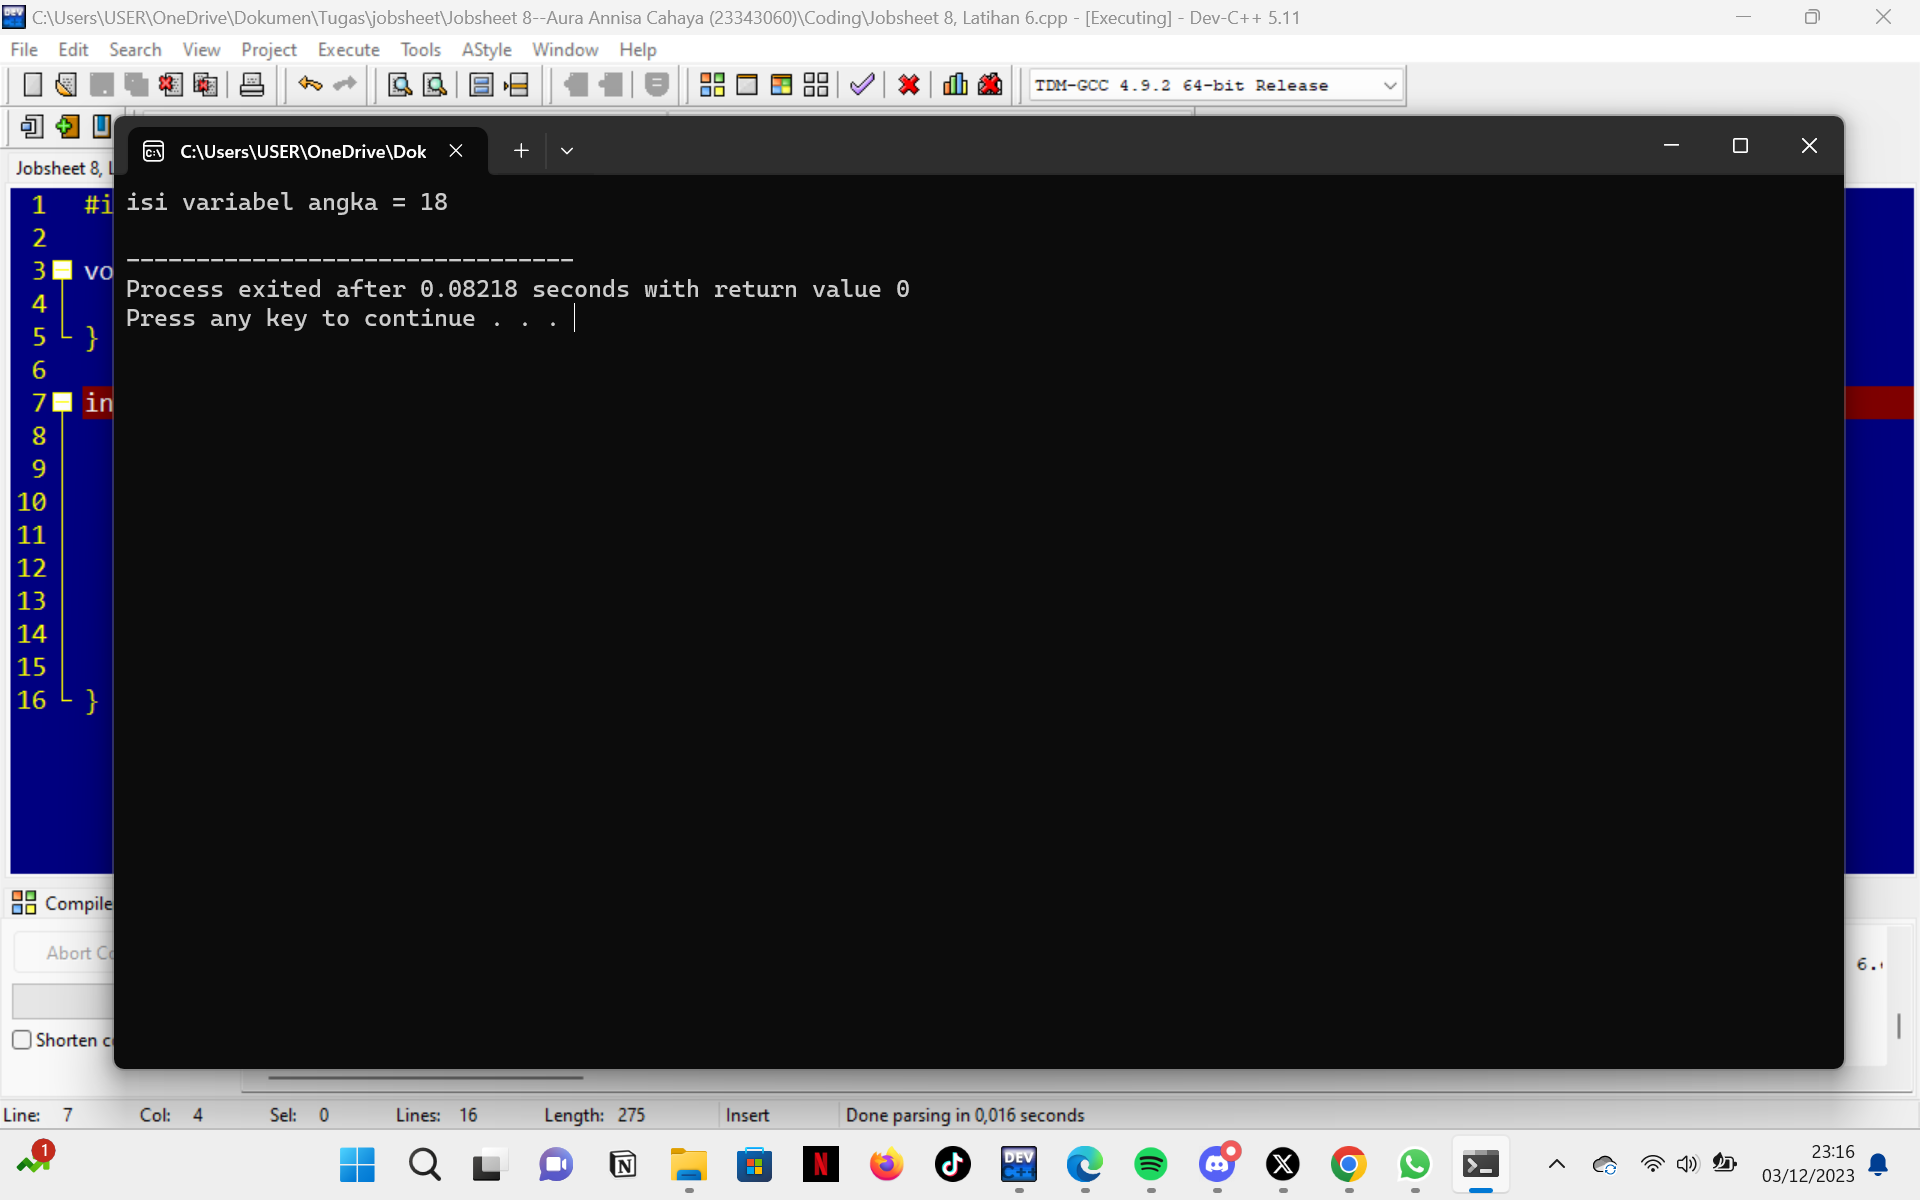 C:\Users\USER\OneDrive\Dokumen\Tugas\jobsheet\Jobsheet 8--Aura Annisa Cahaya (23343060)\Coding\Jobsheet 8, Latihan 6.cpp - [Executing] - Dev-C++ 5.11
File Edit Search View Project Execute Tools AStyle Window Help
TDM-GCC 4.9.2 64-bit Release
C:\Users\USER\OneDrive\Dok
Jobsheet 8, L
isi variabel angka = 18
--------------------------------
Process exited after 0.08218 seconds with return value 0
Press any key to continue . . .
1 #i
2
3 vo
4
5 }
6
7 in
8
9
10
11
12
13
14
15
16 }
Compile
Abort Co
6.
Shorten c
Line: 7 Col: 4 Sel: 0 Lines: 16 Length: 275 Insert Done parsing in 0,016 seconds
1
DEV
C++
23:16
03/12/2023